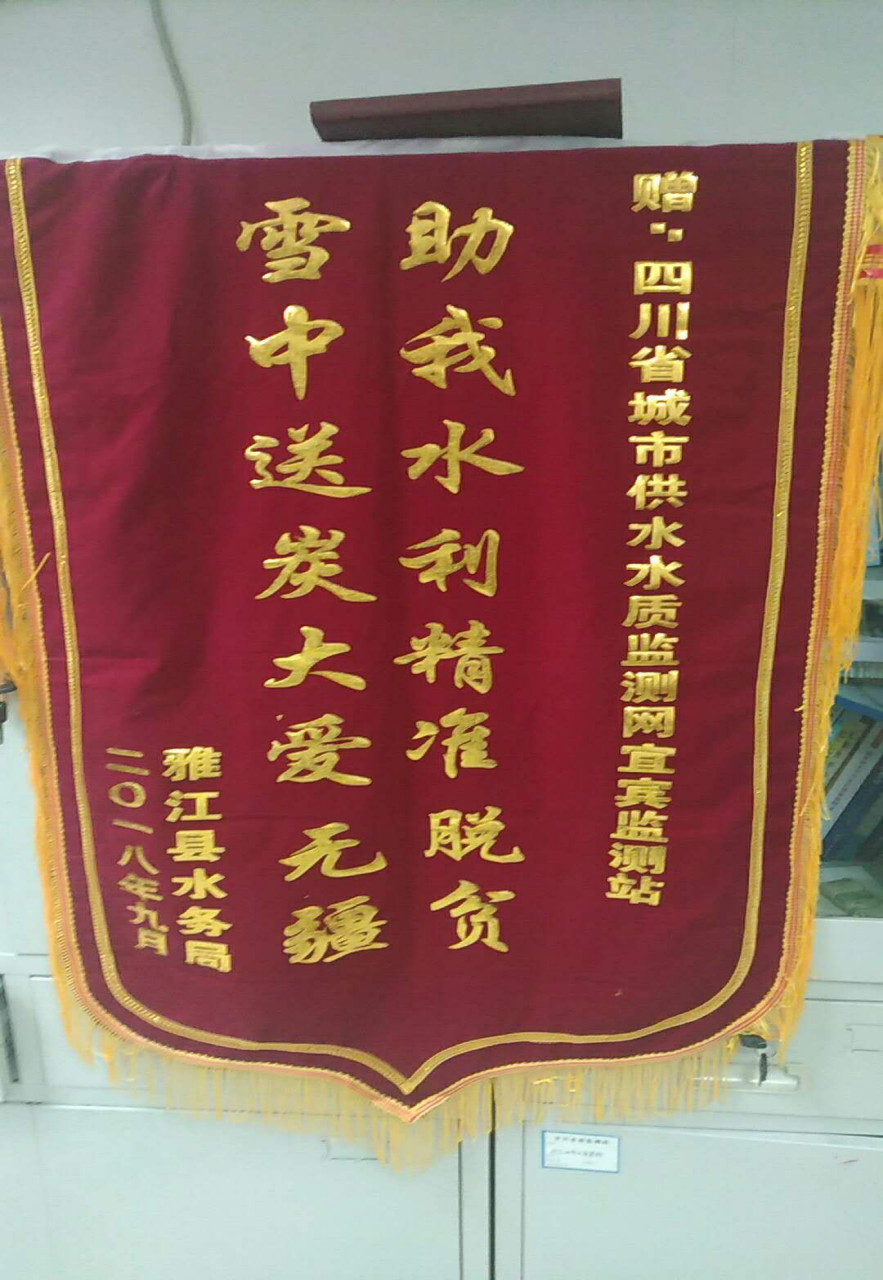 赠：四川省城市供水水质监测网宜宾监测站
助我水利精准脱贫
雪中送炭大爱无疆
雅江县水务局
二〇一八年九月